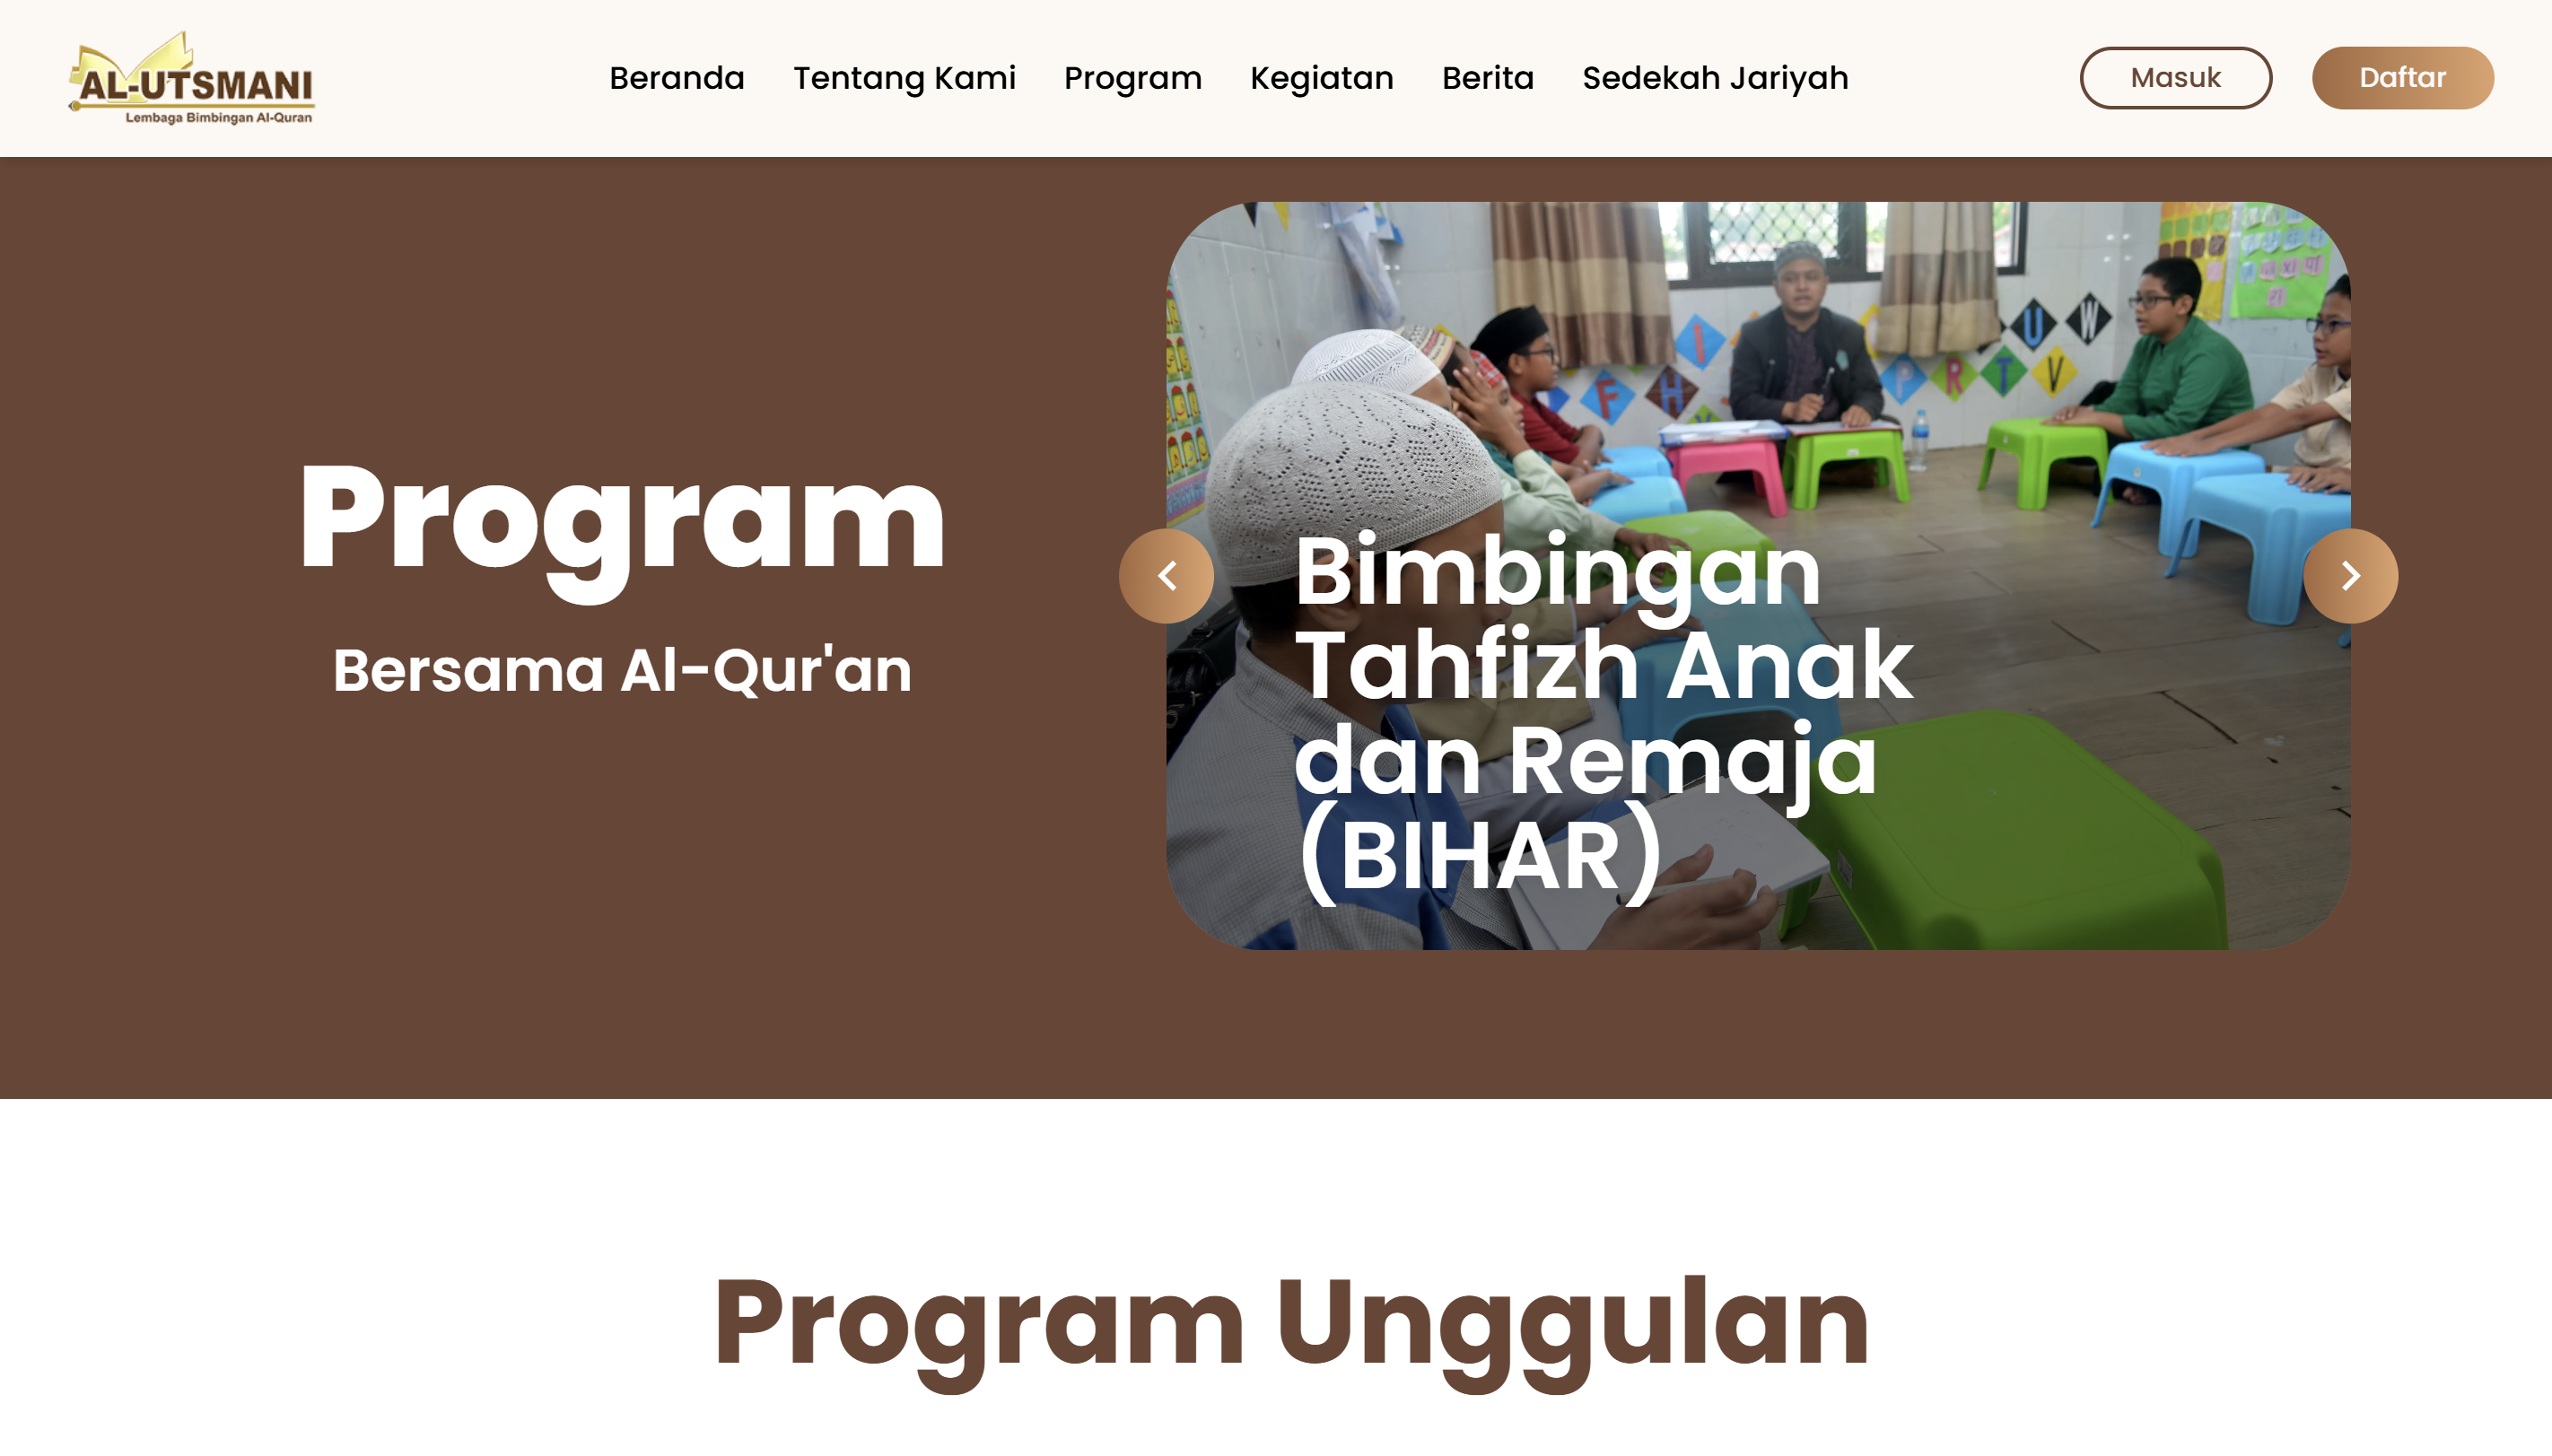 AL-UTSMANI
Lembaga Bimbingan Al-Quran
Beranda Tentang Kami Program Kegiatan Berita Sedekah Jariyah
Masuk Daftar
Program
Bersama Al-Qur'an
I U W
F H P R T V
Bimbingan
Tahfizh Anak
dan Remaja
(BIHAR)
Program Unggulan